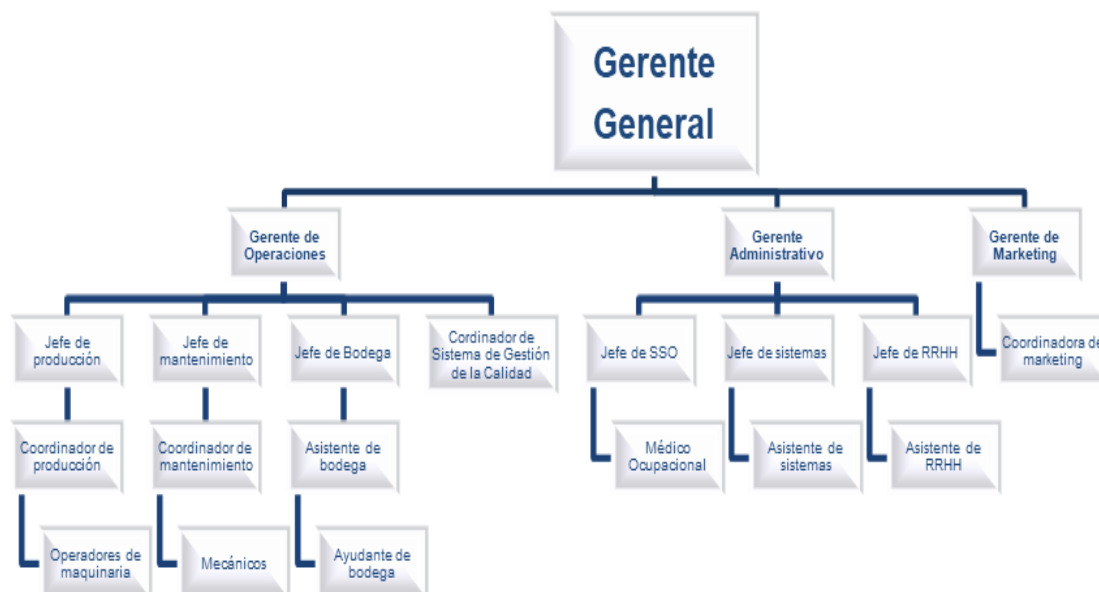 Gerente
General
Gerente de
Operaciones
Gerente
Administrativo
Gerente de
Marketing
Jefe de
producción
Jefe de
mantenimiento
Jefe de Bodega
Cordinador de
Sistema de Gestión
de la Calidad
Jefe de SSO
Jefe de sistemas
Jefe de RRHH
Coordinadora de
marketing
Coordinador de
producción
Coordinador de
mantenimiento
Asistente de
bodega
Médico
Ocupacional
Asistente de
sistemas
Asistente de
RRHH
Operadores de
maquinaria
Mecánicos
Ayudante de
bodega